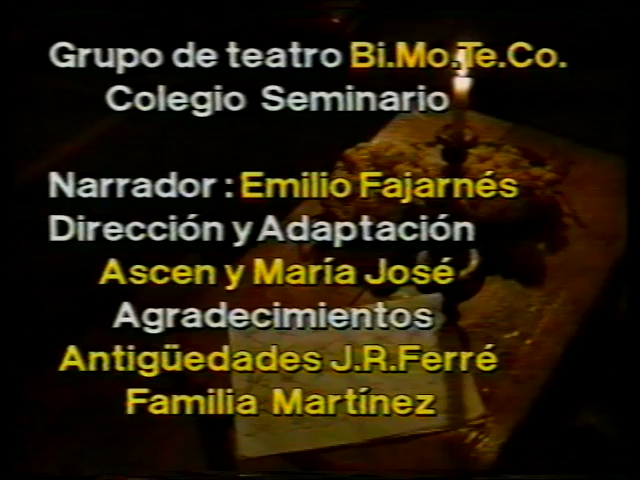 Grupo de teatro Bi.Mo.Te.Co.
Colegio Seminario
Narrador : Emilio Fajarnés
Dirección y Adaptación
Ascen y María José
Agradecimientos
Antigüedades J.R.Ferré
Familia Martínez